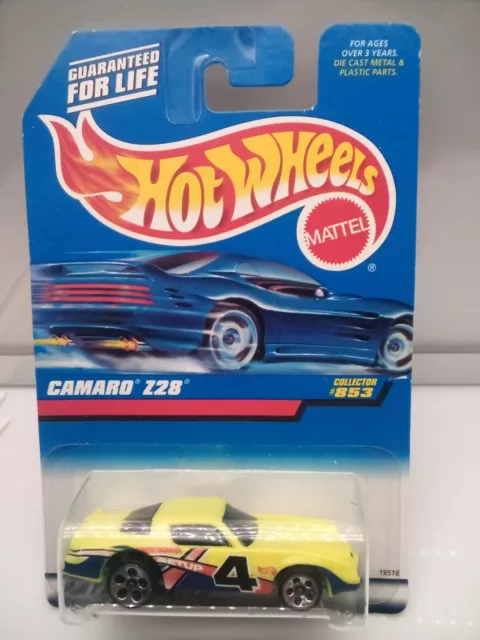 GUARANTEED
FOR LIFE
FOR AGES
OVER 3 YEARS.
DIE CAST METAL &
PLASTIC PARTS.
HOT WHEELS
MATTEL
®
CAMARO® Z28®
COLLECTOR
#853
4